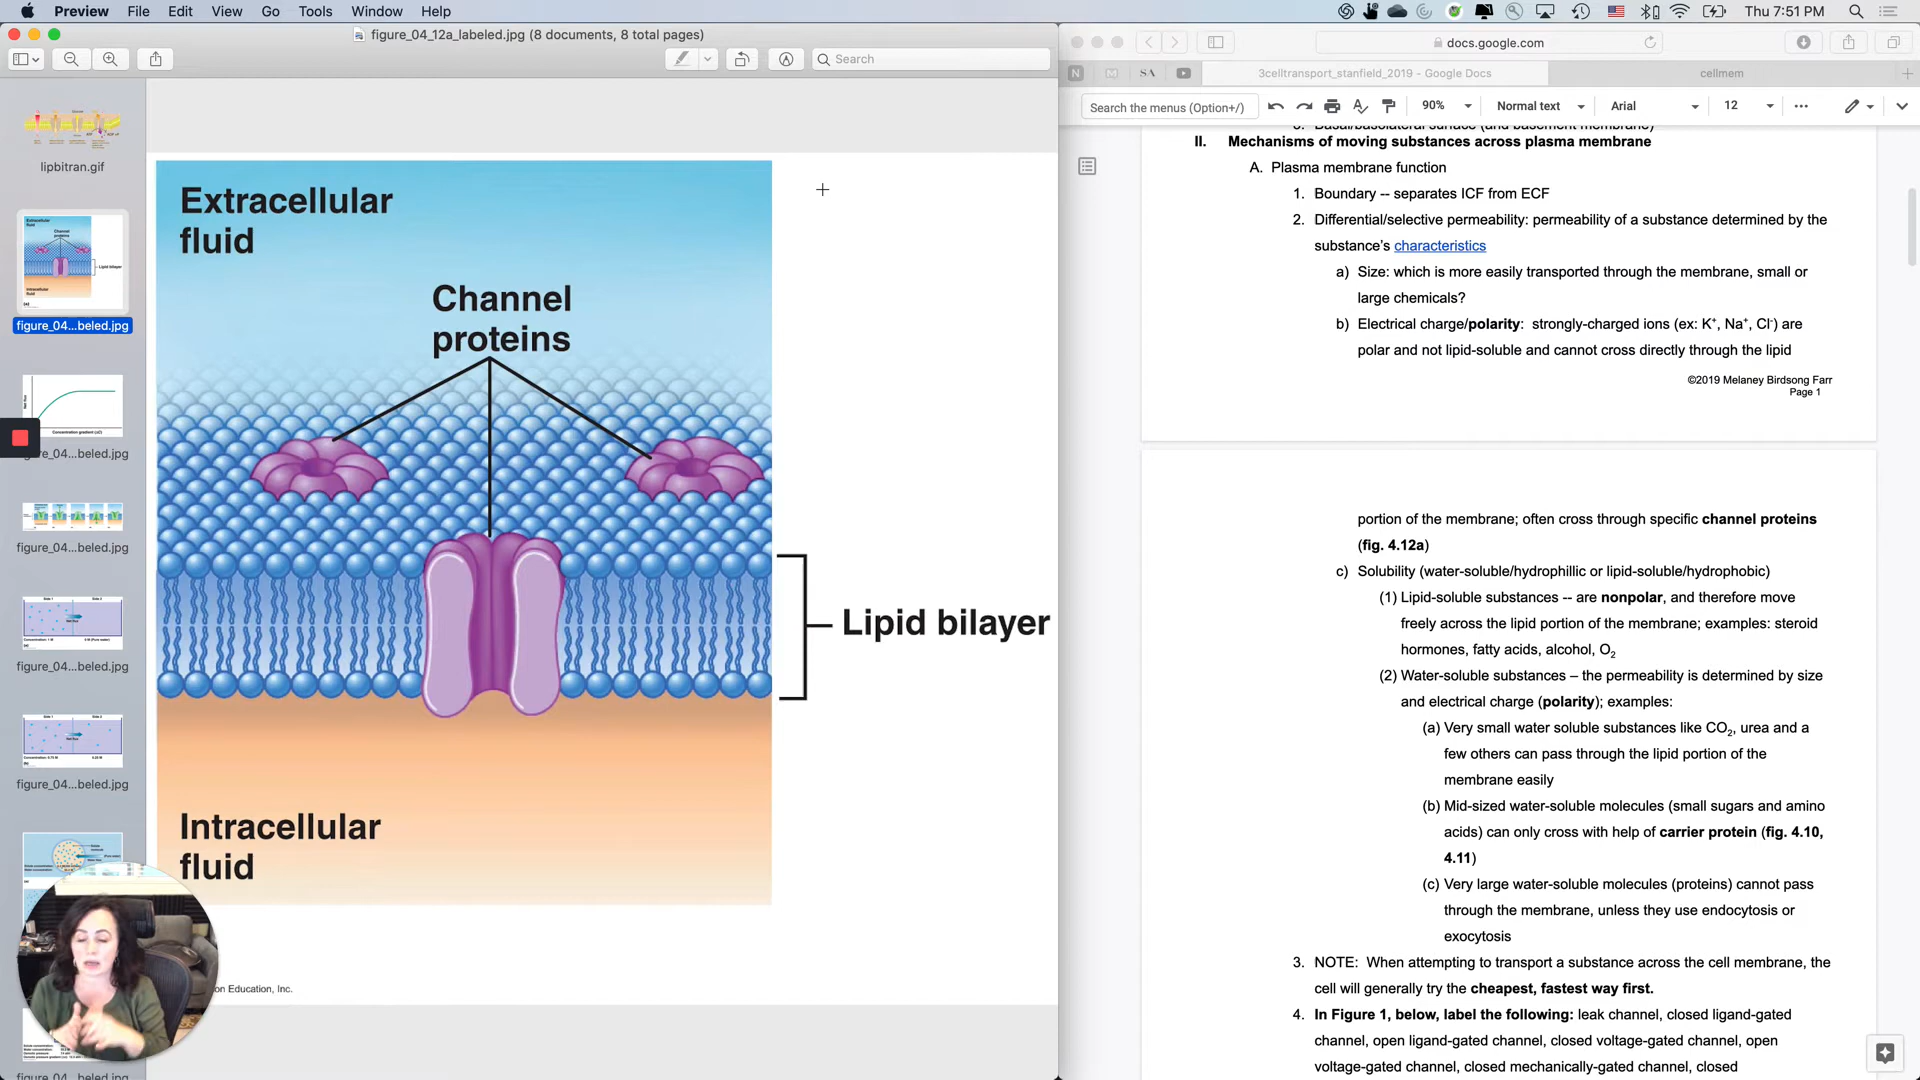 Preview File Edit View Go Tools Window Help
Thu 7:51 PM
figure_04_12a_labeled.jpg (8 documents, 8 total pages)
Search
lipbitran.gif
figure_04...beled.jpg
figure_04...beled.jpg
figure_04...beled.jpg
figure_04...beled.jpg
Extracellular
fluid
Channel
proteins
Lipid bilayer
Intracellular
fluid
on Education, Inc.
docs.google.com
N M SA
3celltransport_stanfield_2019 - Google Docs
cellmem
Search the menus (Option+/)
90% Normal text Arial 12
II. Mechanisms of moving substances across plasma membrane
A. Plasma membrane function
1. Boundary -- separates ICF from ECF
2. Differential/selective permeability: permeability of a substance determined by the
substance's characteristics
a) Size: which is more easily transported through the membrane, small or
large chemicals?
b) Electrical charge/polarity: strongly-charged ions (ex: K⁺, Na⁺, Cl⁻) are
polar and not lipid-soluble and cannot cross directly through the lipid
©2019 Melaney Birdsong Farr
Page 1
portion of the membrane; often cross through specific channel proteins
(fig. 4.12a)
c) Solubility (water-soluble/hydrophillic or lipid-soluble/hydrophobic)
(1) Lipid-soluble substances -- are nonpolar, and therefore move
freely across the lipid portion of the membrane; examples: steroid
hormones, fatty acids, alcohol, O₂
(2) Water-soluble substances – the permeability is determined by size
and electrical charge (polarity); examples:
(a) Very small water soluble substances like CO₂, urea and a
few others can pass through the lipid portion of the
membrane easily
(b) Mid-sized water-soluble molecules (small sugars and amino
acids) can only cross with help of carrier protein (fig. 4.10,
4.11)
(c) Very large water-soluble molecules (proteins) cannot pass
through the membrane, unless they use endocytosis or
exocytosis
3. NOTE: When attempting to transport a substance across the cell membrane, the
cell will generally try the cheapest, fastest way first.
4. In Figure 1, below, label the following: leak channel, closed ligand-gated
channel, open ligand-gated channel, closed voltage-gated channel, open
voltage-gated channel, closed mechanically-gated channel, closed